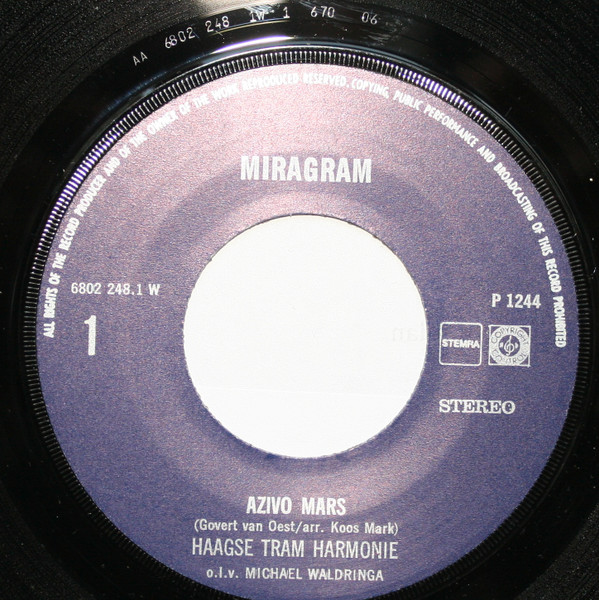 AA 6802 248 1W 1 670 06
ALL RIGHTS OF THE RECORD PRODUCER AND OF THE OWNER OF THE WORK REPRODUCED RESERVED. COPYING, PUBLIC PERFORMANCE AND BROADCASTING OF THIS RECORD PROHIBITED
MIRAGRAM
6802 248.1 W
P 1244
1
STEMRA
COPYRIGHT CONTROL
STEREO
AZIVO MARS
(Govert van Oest/arr. Koos Mark)
HAAGSE TRAM HARMONIE
o.l.v. MICHAEL WALDRINGA